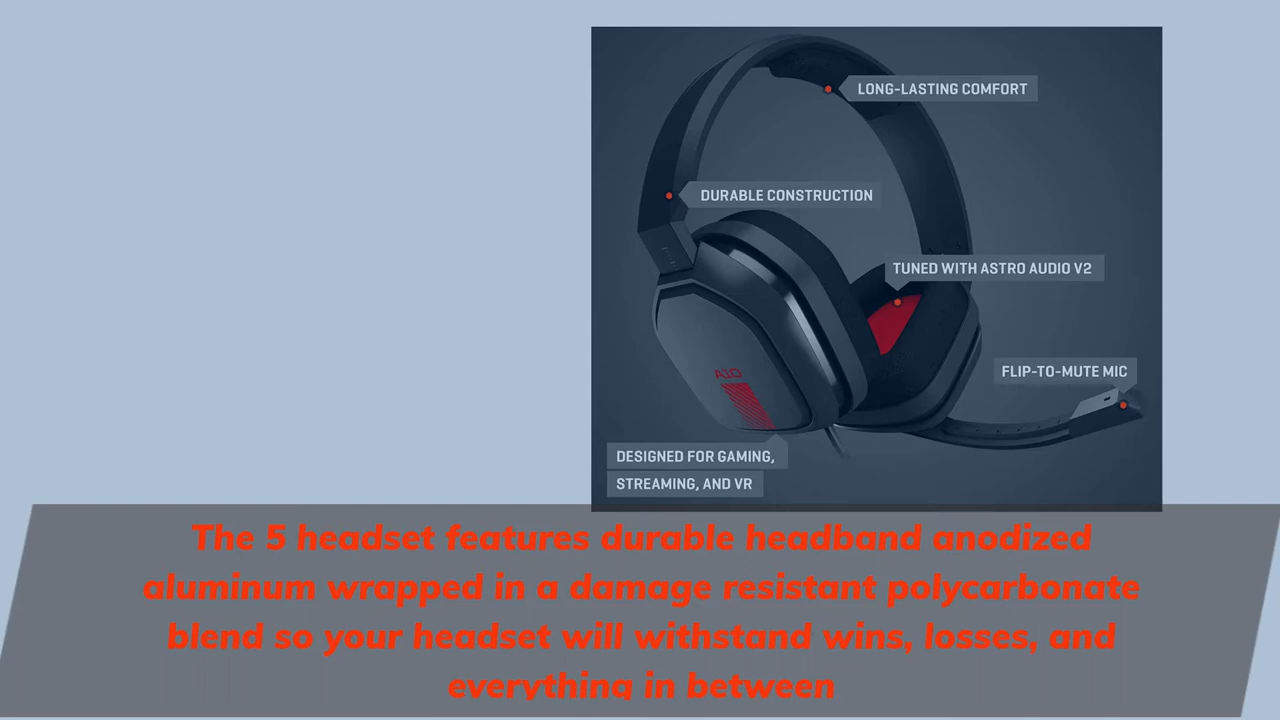 LONG-LASTING COMFORT
DURABLE CONSTRUCTION
TUNED WITH ASTRO AUDIO V2
FLIP-TO-MUTE MIC
A10
DESIGNED FOR GAMING,
STREAMING, AND VR
The 5 headset features durable headband anodized
aluminum wrapped in a damage resistant polycarbonate
blend so your headset will withstand wins, losses, and
everything in between